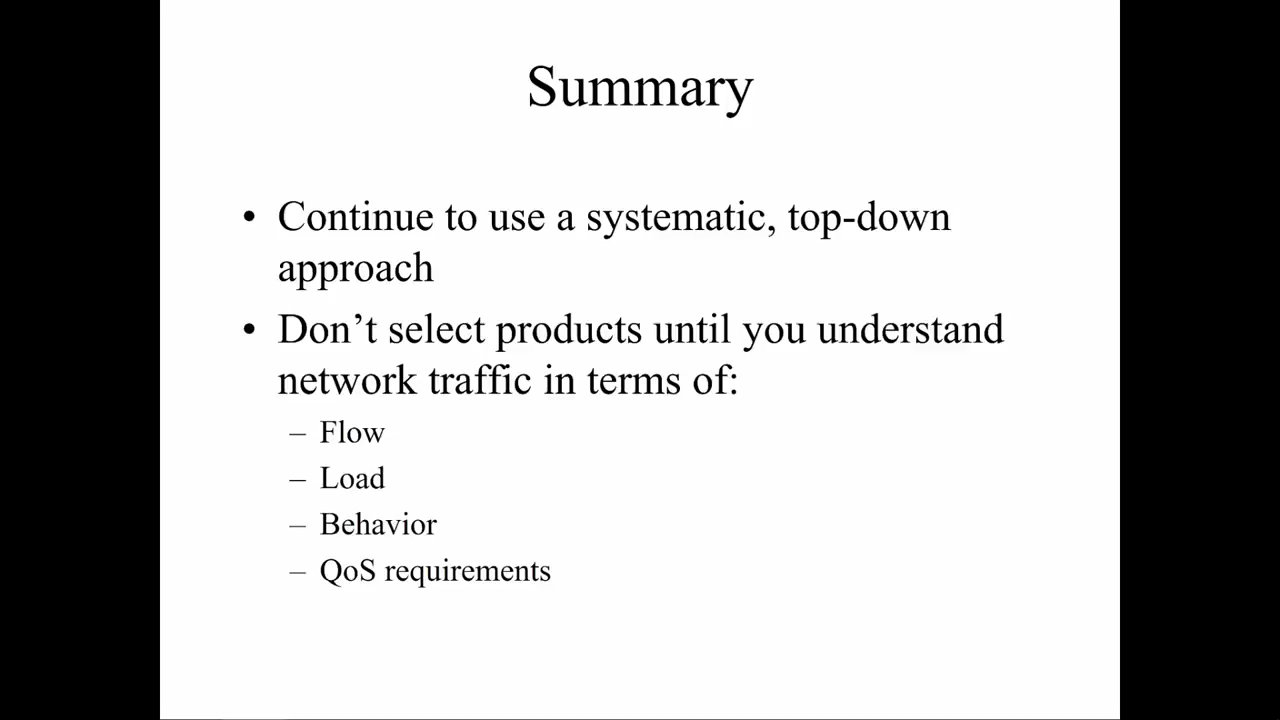 Summary
• Continue to use a systematic, top-down
approach
• Don’t select products until you understand
network traffic in terms of:
– Flow
– Load
– Behavior
– QoS requirements